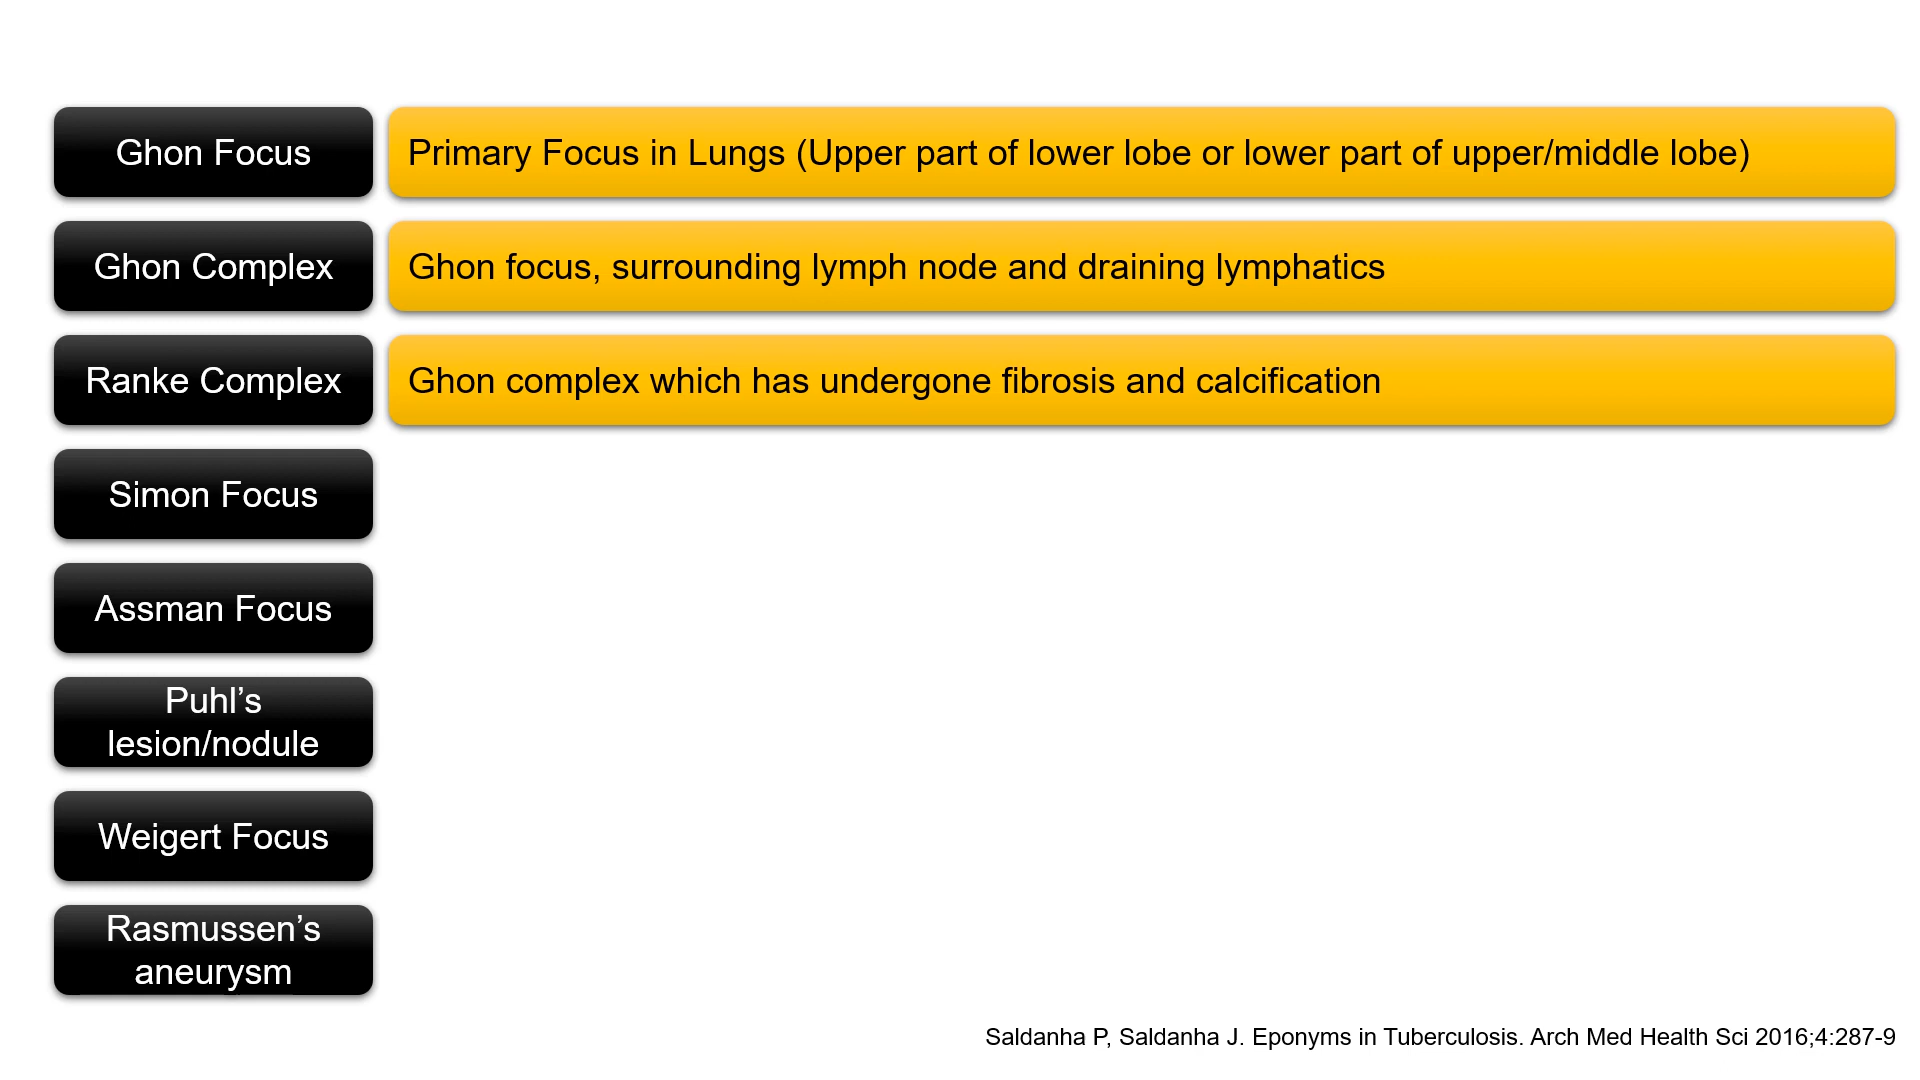 Ghon Focus
Primary Focus in Lungs (Upper part of lower lobe or lower part of upper/middle lobe)
Ghon Complex
Ghon focus, surrounding lymph node and draining lymphatics
Ranke Complex
Ghon complex which has undergone fibrosis and calcification
Simon Focus
Assman Focus
Puhl’s
lesion/nodule
Weigert Focus
Rasmussen’s
aneurysm
Saldanha P, Saldanha J. Eponyms in Tuberculosis. Arch Med Health Sci 2016;4:287-9